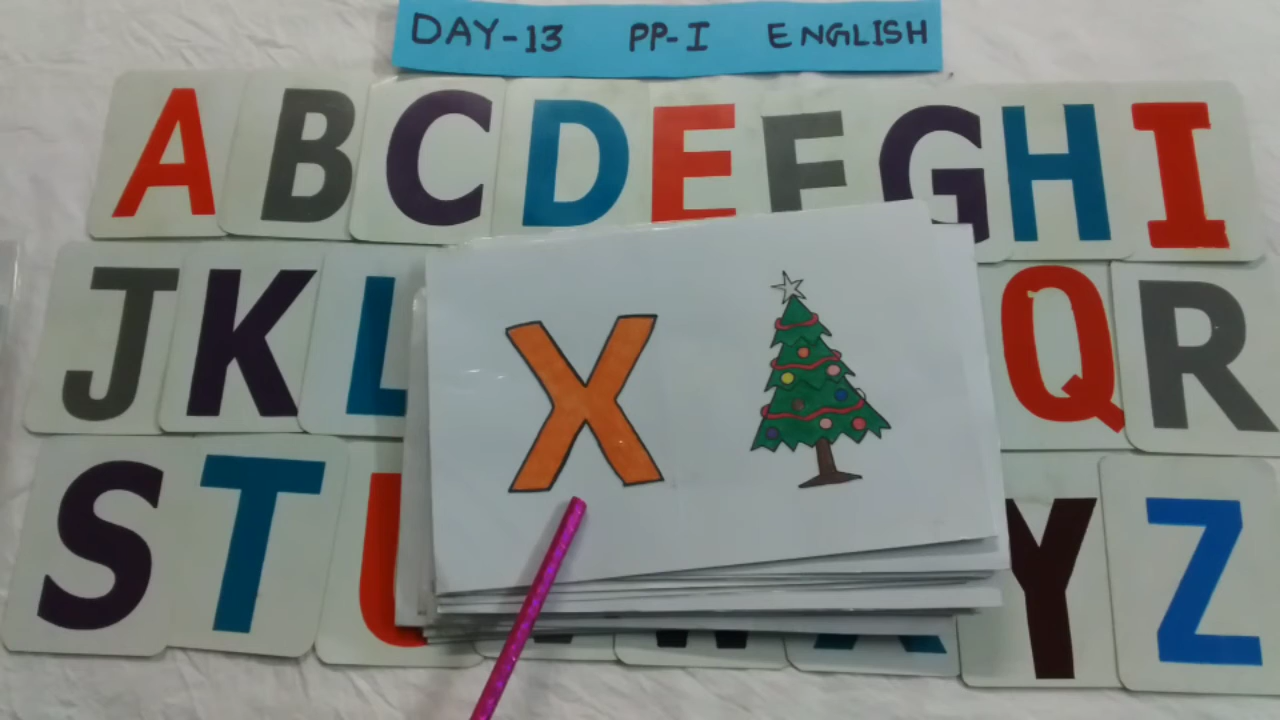 DAY-13 PP-I ENGLISH
A B C D E F G H I
J K L Q R
X
S T U W X Y Z